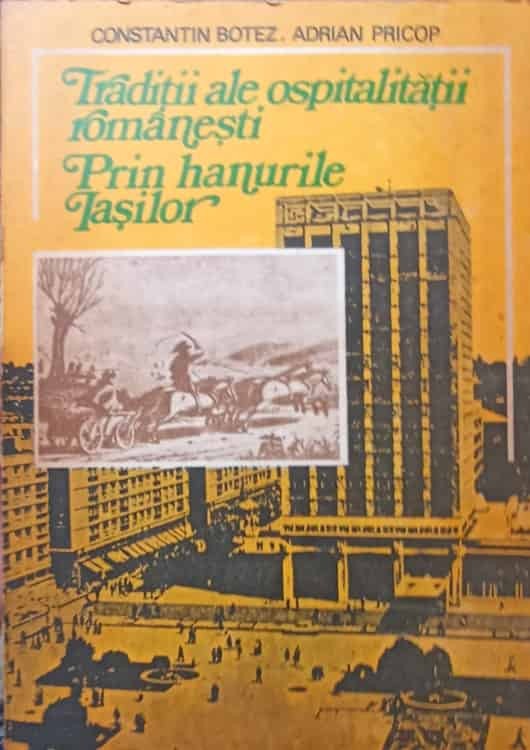 CONSTANTIN BOTEZ. ADRIAN PRICOP
Tradiții ale ospitalității
românești
Prin hanurile
Iașilor